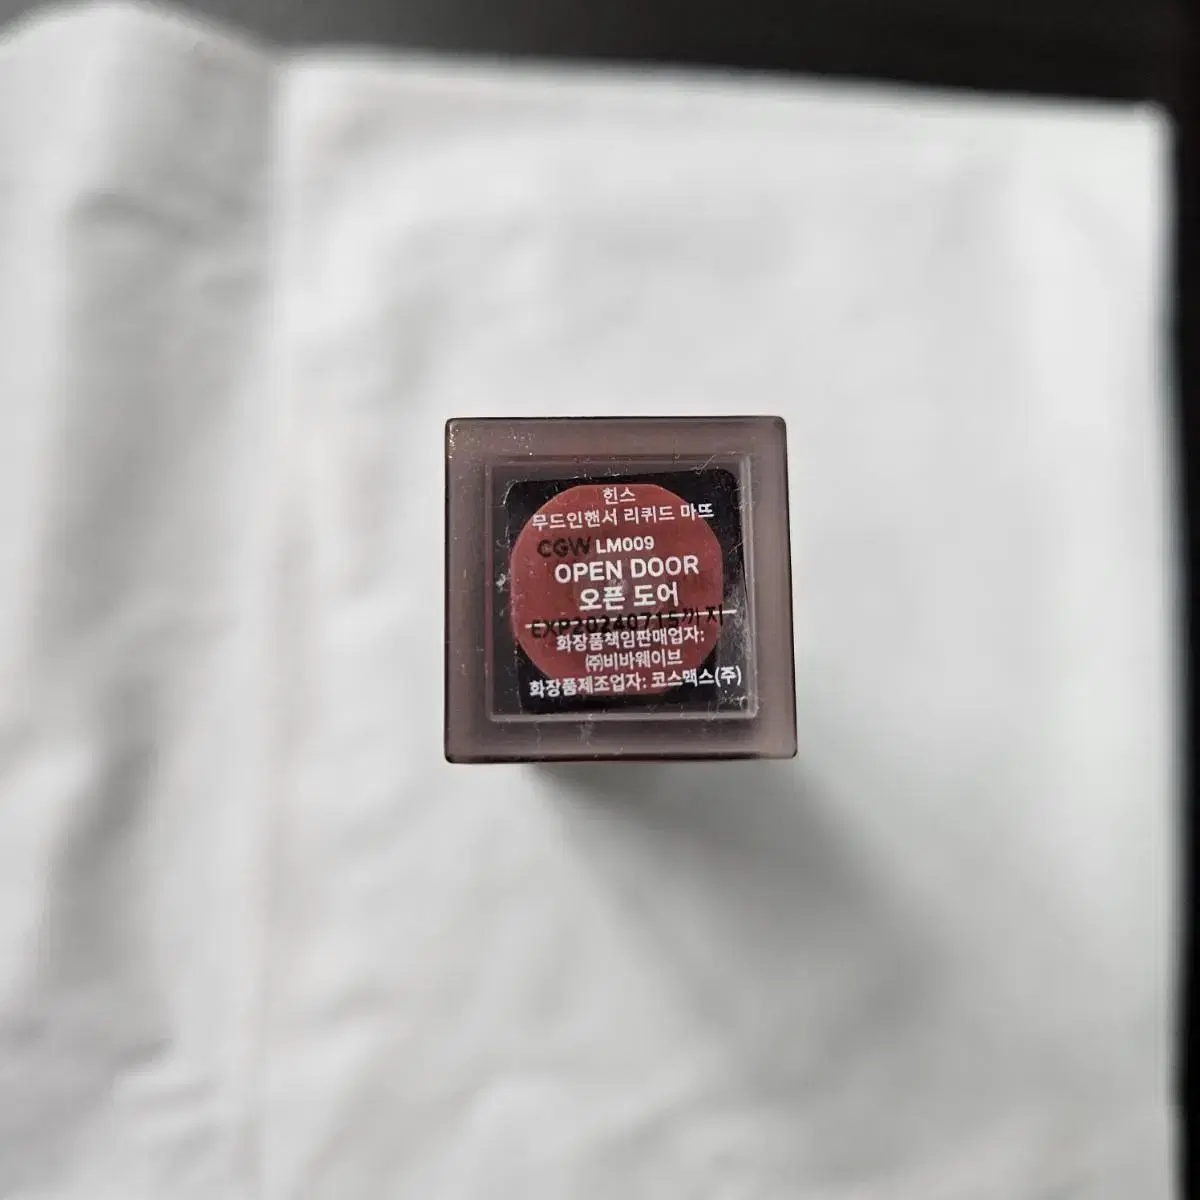 힌스
무드인핸서 리퀴드 마뜨
CGW LM009
OPEN DOOR
오픈 도어
EXP20240715까지
화장품책임판매업자:
㈜비바웨이브
화장품제조업자: 코스맥스(주)